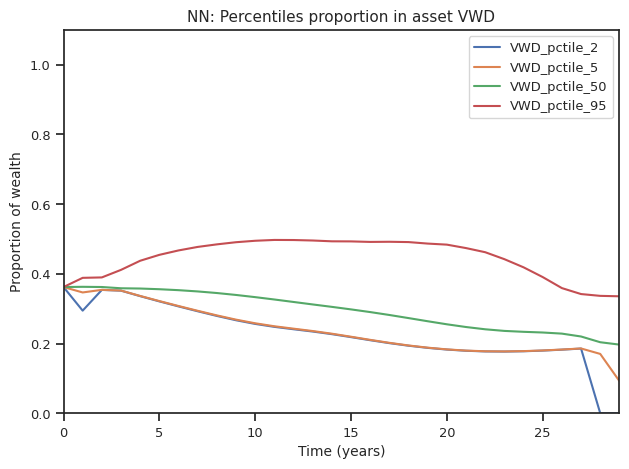 NN: Percentiles proportion in asset VWD
VWD_pctile_2
VWD_pctile_5
VWD_pctile_50
VWD_pctile_95
Proportion of wealth
1.0
0.8
0.6
0.4
0.2
0.0
0 5 10 15 20 25
Time (years)